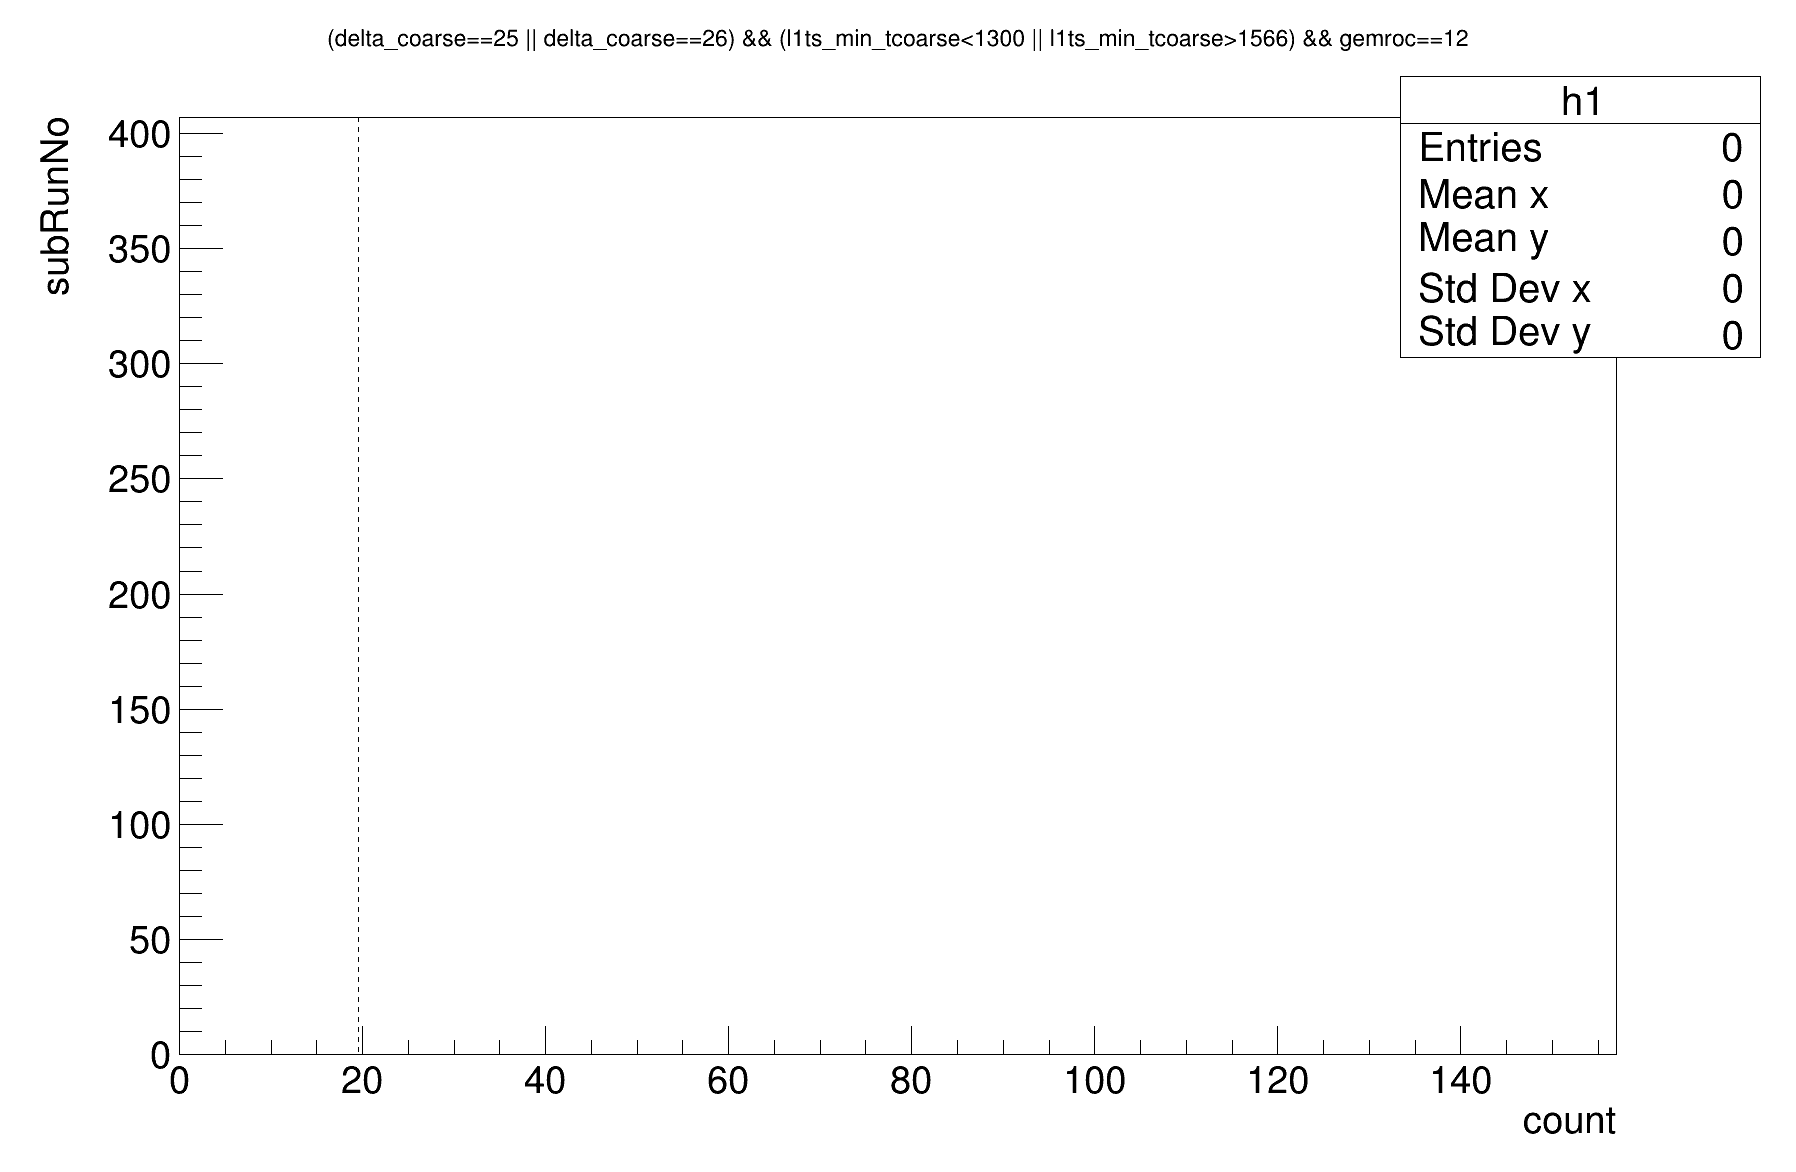 (delta_coarse==25 || delta_coarse==26) && (l1ts_min_tcoarse<1300 || l1ts_min_tcoarse>1566) && gemroc==12
h1
Entries 0
Mean x 0
Mean y 0
Std Dev x 0
Std Dev y 0
subRunNo
400
350
300
250
200
150
100
50
0
0 20 40 60 80 100 120 140
count